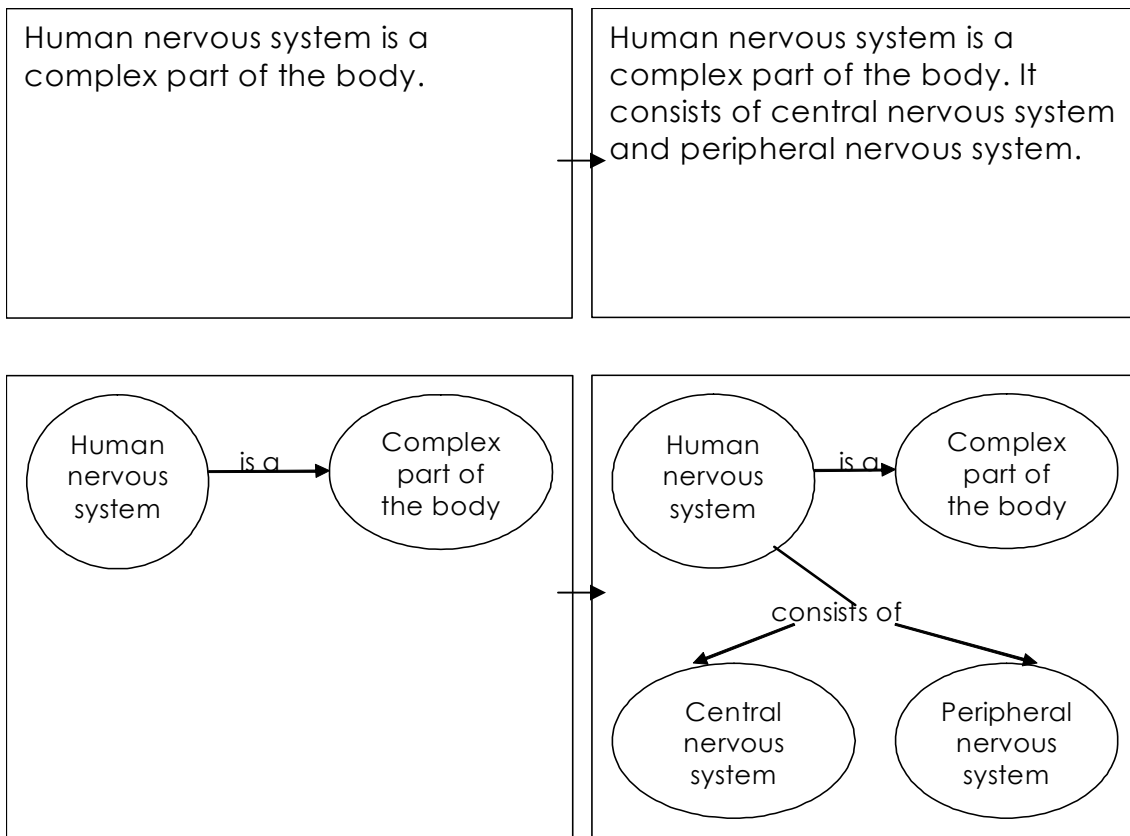 Human nervous system is a
complex part of the body.
Human nervous system is a
complex part of the body. It
consists of central nervous system
and peripheral nervous system.
Human
nervous
system
is a
Complex
part of
the body
Human
nervous
system
is a
Complex
part of
the body
consists of
Central
nervous
system
Peripheral
nervous
system